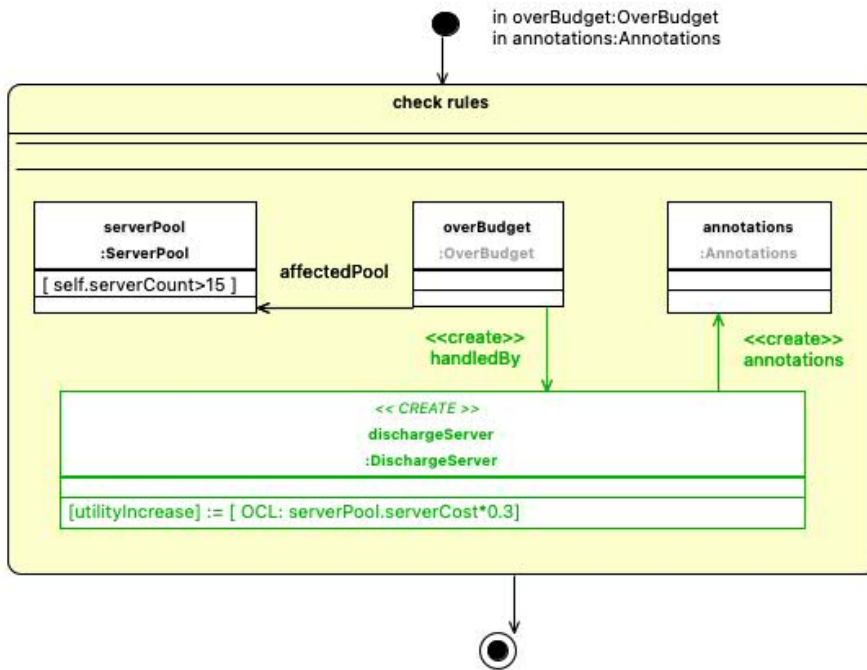 in overBudget:OverBudget
in annotations:Annotations
check rules
serverPool
:ServerPool
[ self.serverCount>15 ]
affectedPool
overBudget
:OverBudget
annotations
:Annotations
<<create>>
handledBy
<<create>>
annotations
<< CREATE >>
dischargeServer
:DischargeServer
[utilityIncrease] := [ OCL: serverPool.serverCost*0.3]